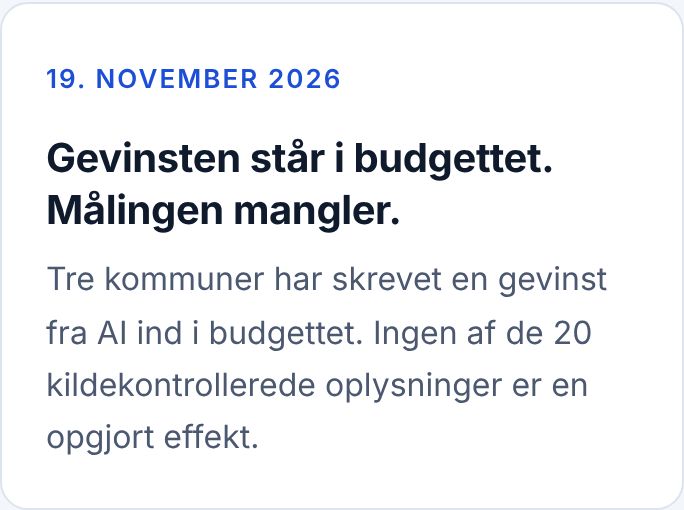 19. NOVEMBER 2026
Gevinsten står i budgettet.
Målingen mangler.
Tre kommuner har skrevet en gevinst
fra AI ind i budgettet. Ingen af de 20
kildekontrollerede oplysninger er en
opgjort effekt.